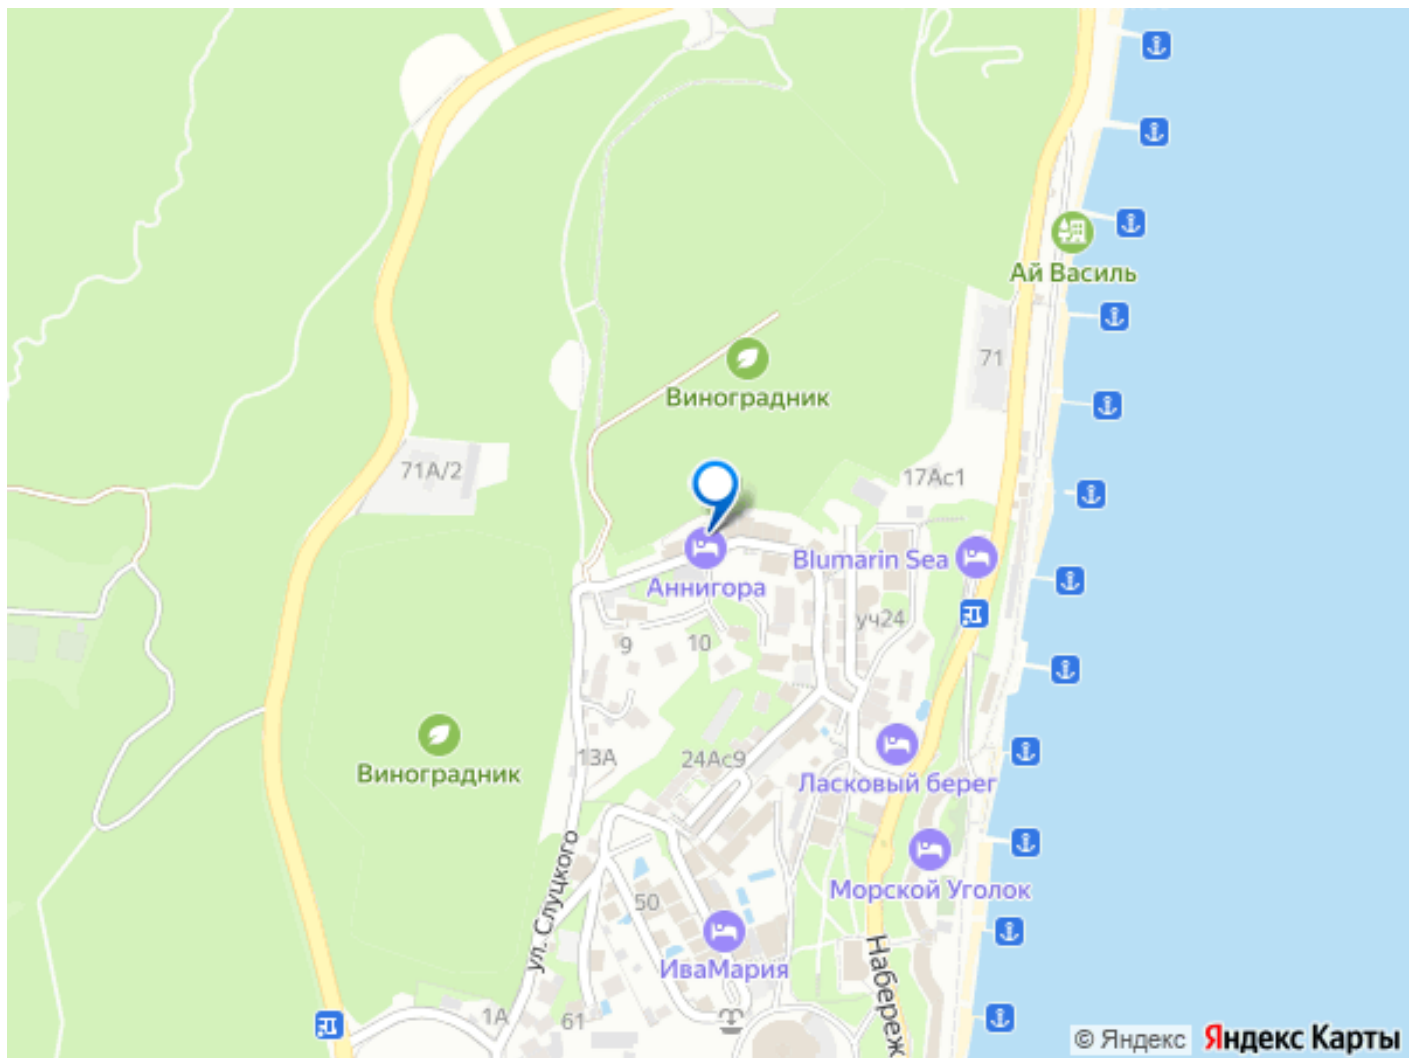 Ай Василь
71
Виноградник
71А/2
17Ас1
Blumarin Sea
Аннигора
уч24
9
10
Виноградник
13А
24Ас9
Ласковый берег
ул. Слуцкого
Морской Уголок
50
ИваМария
Набереж
1А
61
© Яндекс Яндекс Карты